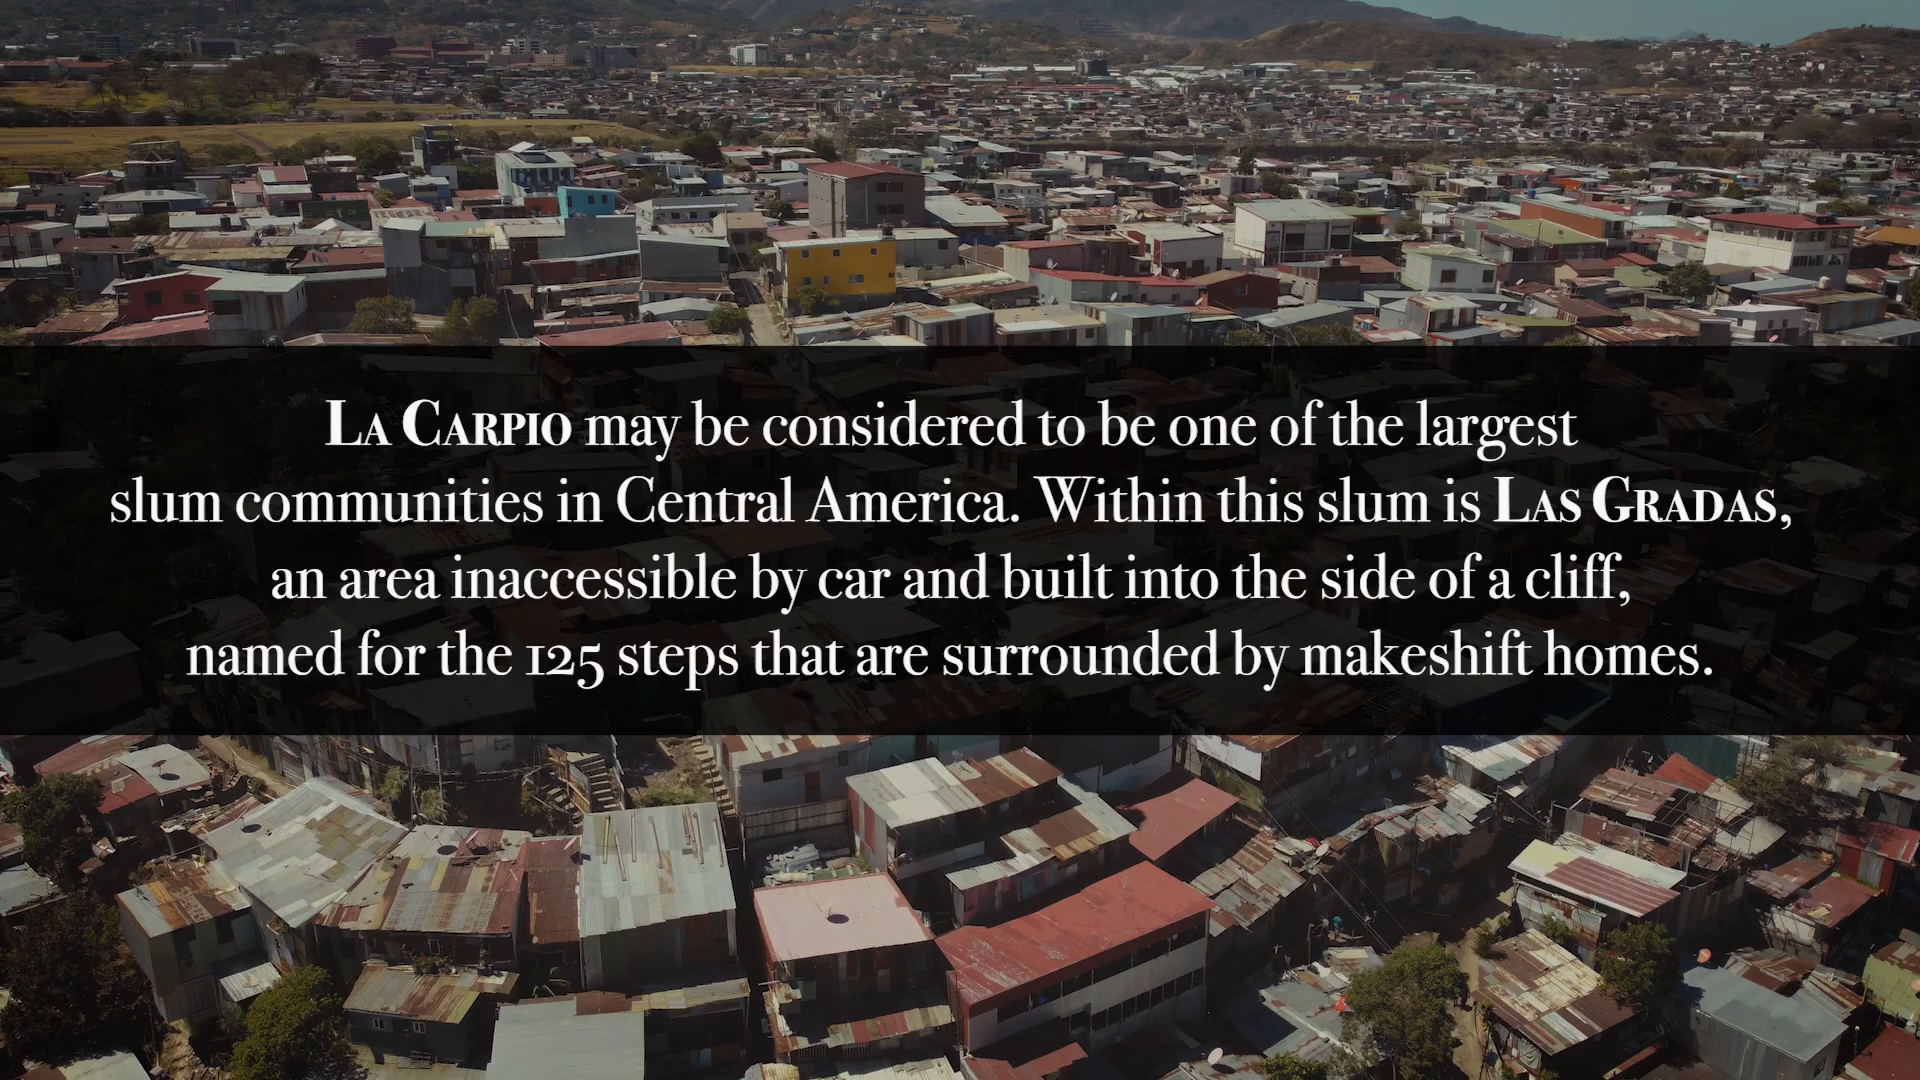 La Carpio may be considered to be one of the largest
slum communities in Central America. Within this slum is Las Gradas,
an area inaccessible by car and built into the side of a cliff,
named for the 125 steps that are surrounded by makeshift homes.